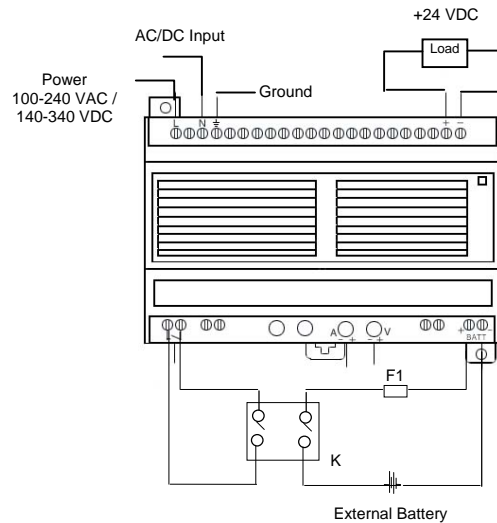 +24 VDC
AC/DC Input
Load
Power
100-240 VAC /
140-340 VDC
Ground
L N
+ −
A V
− + − +
+ −
BATT
F1
K
External Battery